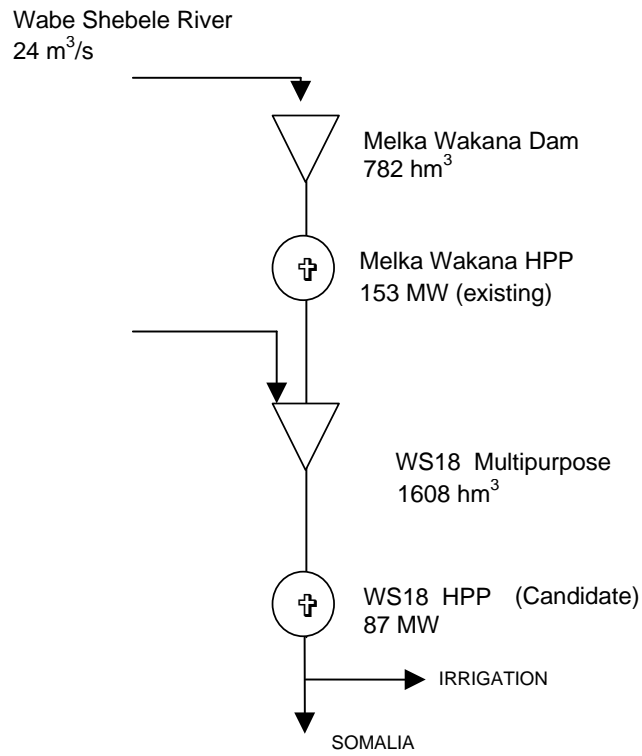 Wabe Shebele River
24 m³/s
Melka Wakana Dam
782 hm³
Melka Wakana HPP
153 MW (existing)
WS18 Multipurpose
1608 hm³
WS18 HPP (Candidate)
87 MW
IRRIGATION
SOMALIA